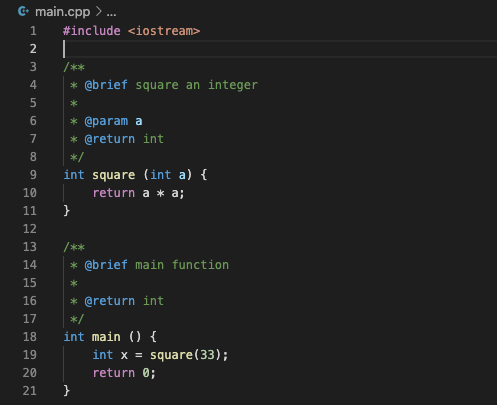 main.cpp > ...
1 #include <iostream>
2
3 /**
4  * @brief square an integer
5  *
6  * @param a
7  * @return int
8  */
9 int square (int a) {
10     return a * a;
11 }
12
13 /**
14  * @brief main function
15  *
16  * @return int
17  */
18 int main () {
19     int x = square(33);
20     return 0;
21 }